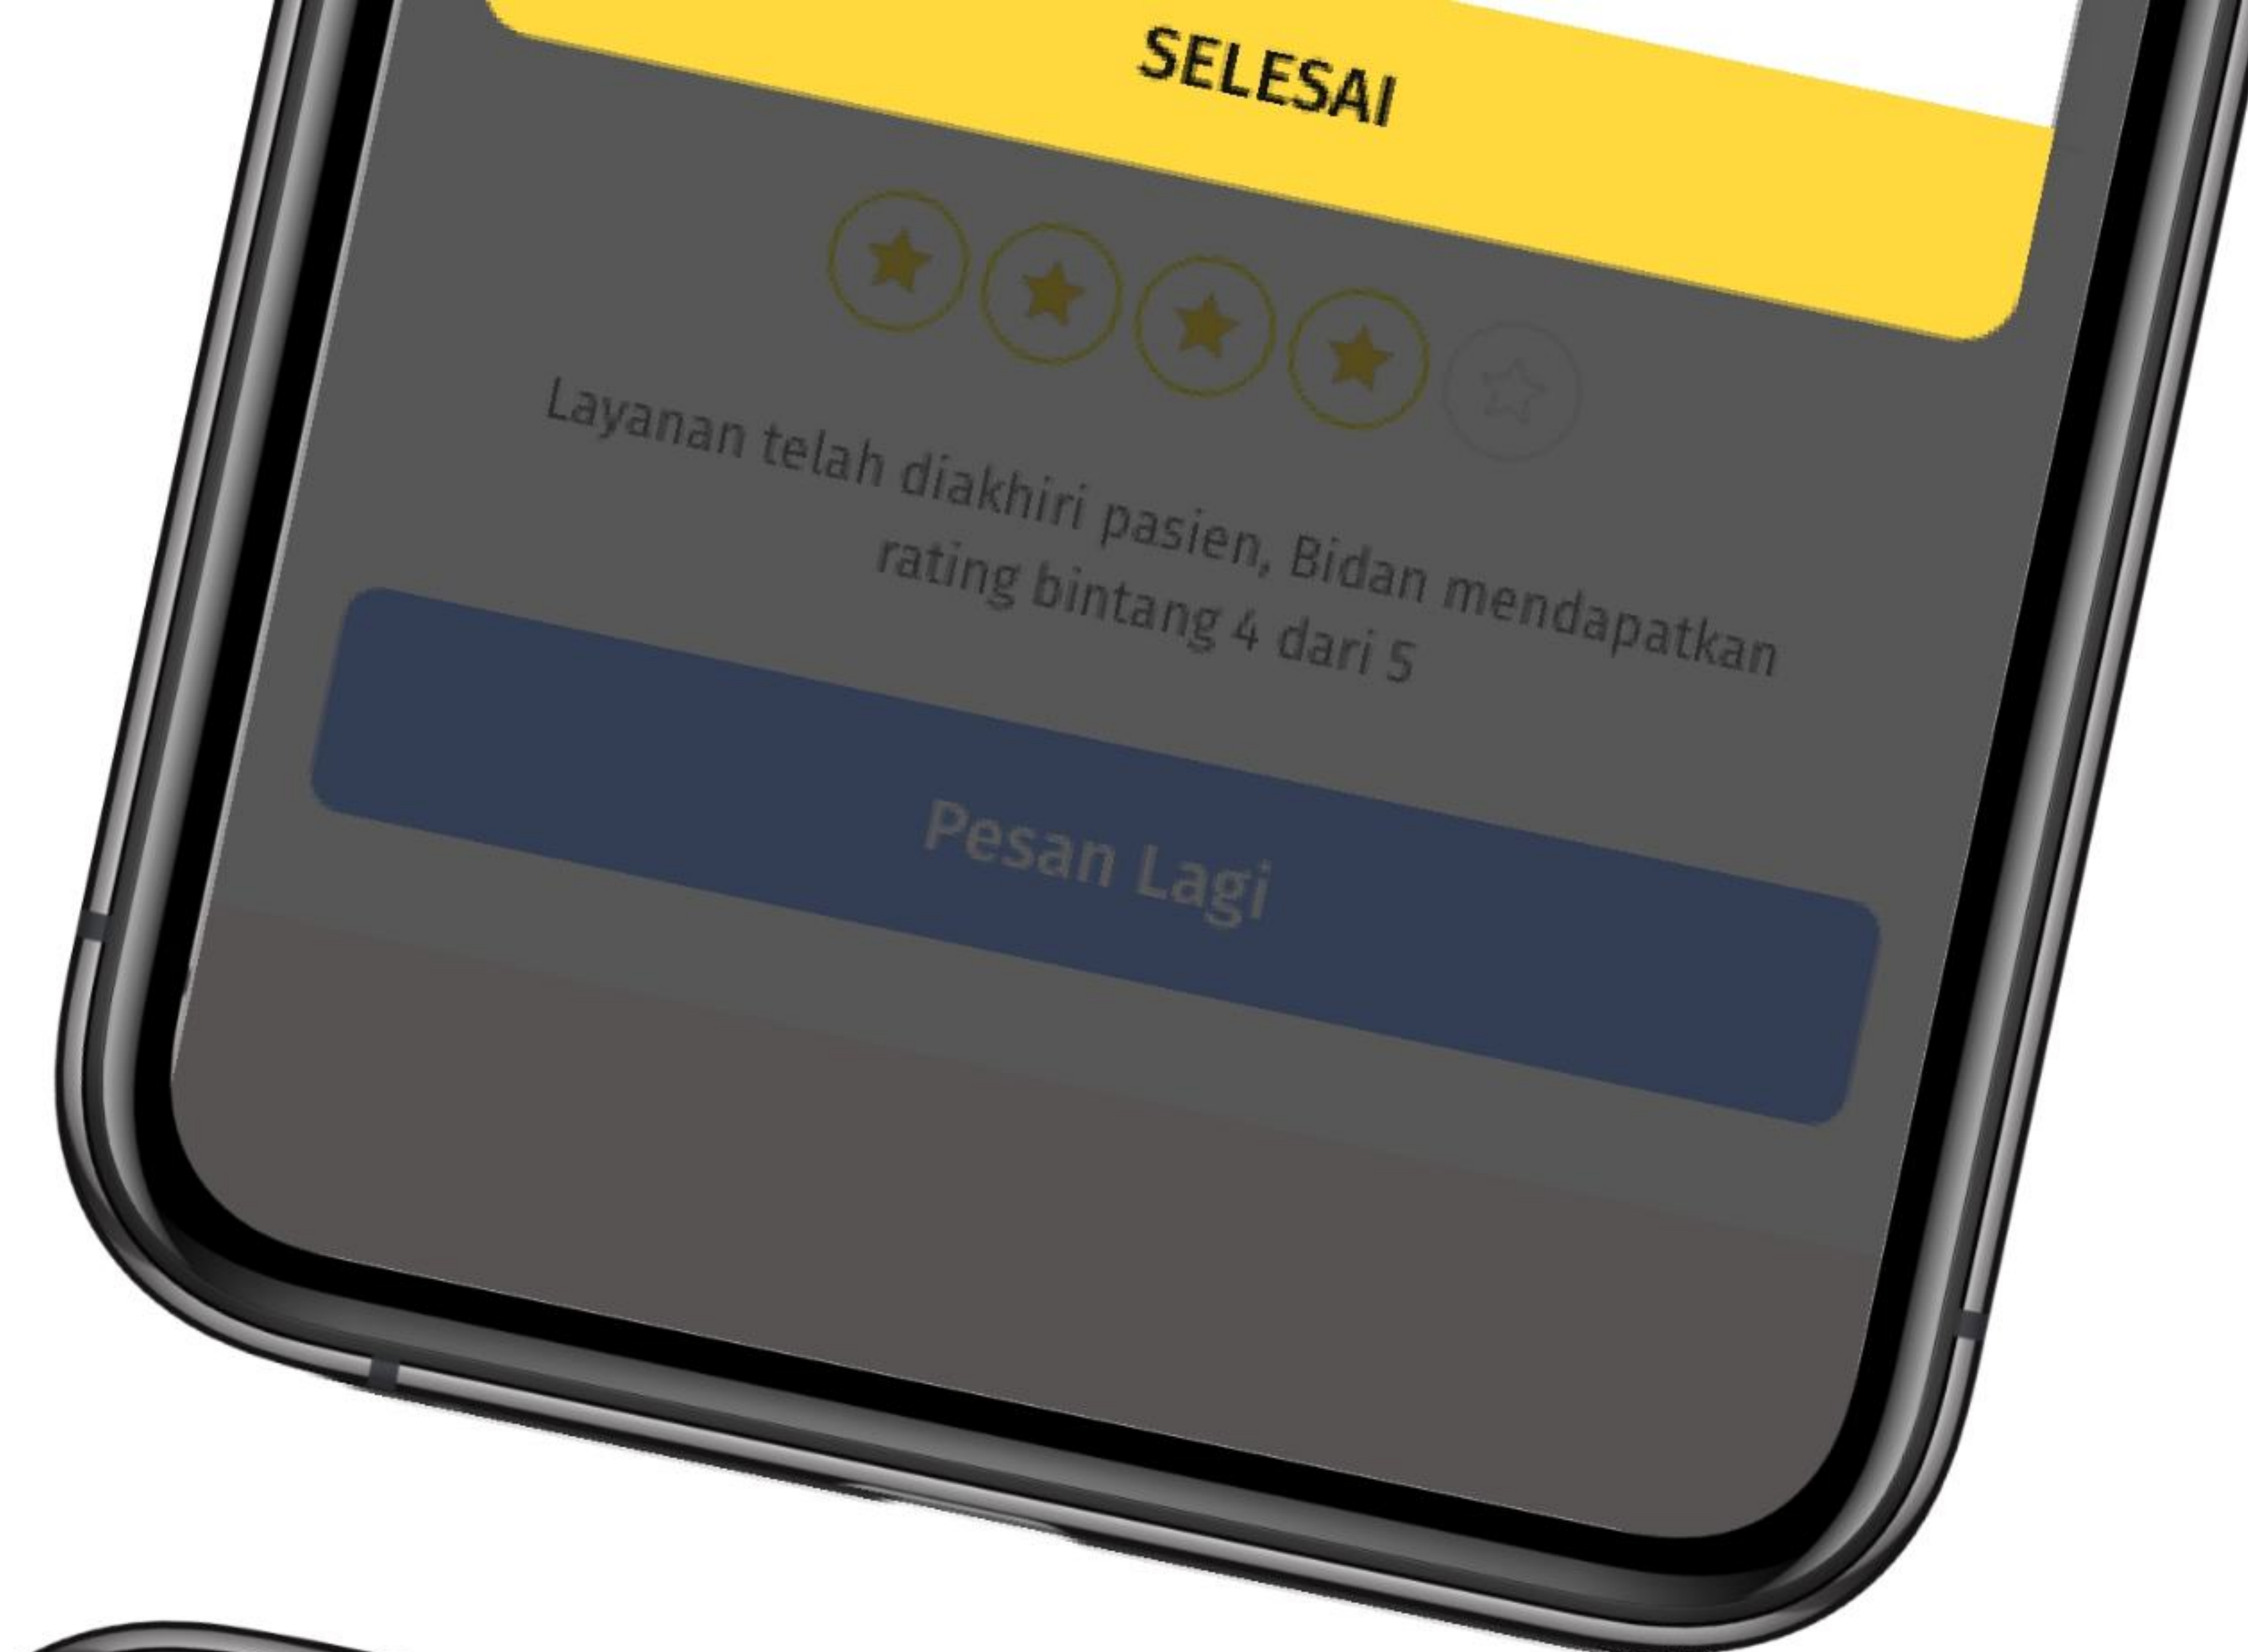 SELESAI
Layanan telah diakhiri pasien, Bidan mendapatkan
rating bintang 4 dari 5
Pesan Lagi